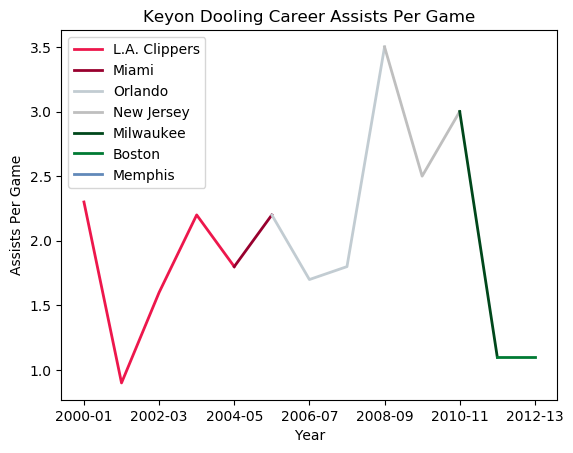 Keyon Dooling Career Assists Per Game
3.5
3.0
2.5
2.0
1.5
1.0
Assists Per Game
L.A. Clippers
Miami
Orlando
New Jersey
Milwaukee
Boston
Memphis
2000-01 2002-03 2004-05 2006-07 2008-09 2010-11 2012-13
Year